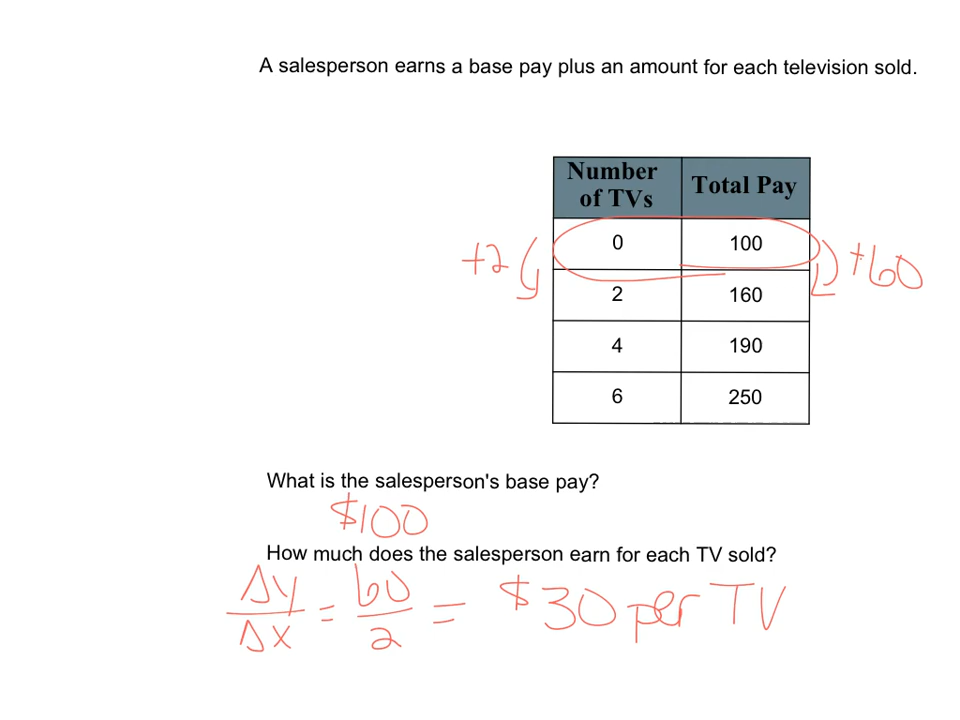 A salesperson earns a base pay plus an amount for each television sold.
Number of TVs Total Pay
+2 0 100 +60
2 160
4 190
6 250
What is the salesperson's base pay?
$100
How much does the salesperson earn for each TV sold?
Δy/Δx = 60/2 = $30 per TV